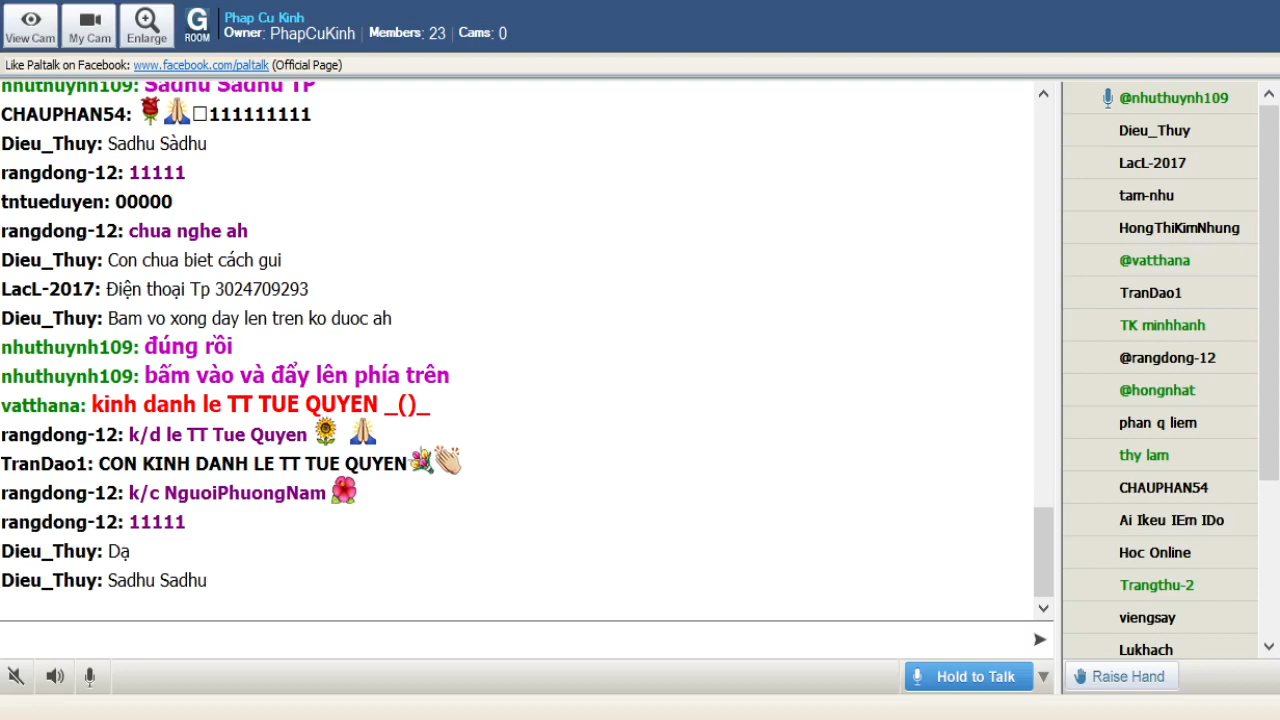 View Cam
My Cam
Enlarge
G
ROOM
Phap Cu Kinh
Owner: PhapCuKinh Members: 23 Cams: 0
Like Paltalk on Facebook: www.facebook.com/paltalk (Official Page)
nhuthuynh109: Sadhu Sadhu TP
CHAUPHAN54: 111111111
Dieu_Thuy: Sadhu Sàdhu
rangdong-12: 11111
tntueduyen: 00000
rangdong-12: chua nghe ah
Dieu_Thuy: Con chua biet cách gui
LacL-2017: Điện thoại Tp 3024709293
Dieu_Thuy: Bam vo xong day len tren ko duoc ah
nhuthuynh109: đúng rồi
nhuthuynh109: bấm vào và đẩy lên phía trên
vatthana: kinh danh le TT TUE QUYEN _()_
rangdong-12: k/d le TT Tue Quyen
TranDao1: CON KINH DANH LE TT TUE QUYEN
rangdong-12: k/c NguoiPhuongNam
rangdong-12: 11111
Dieu_Thuy: Dạ
Dieu_Thuy: Sadhu Sadhu
@nhuthuynh109
Dieu_Thuy
LacL-2017
tam-nhu
HongThiKimNhung
@vatthana
TranDao1
TK minhhanh
@rangdong-12
@hongnhat
phan q liem
thy lam
CHAUPHAN54
Ai Ikeu IEm IDo
Hoc Online
Trangthu-2
viengsay
Lukhach
Hold to Talk
Raise Hand